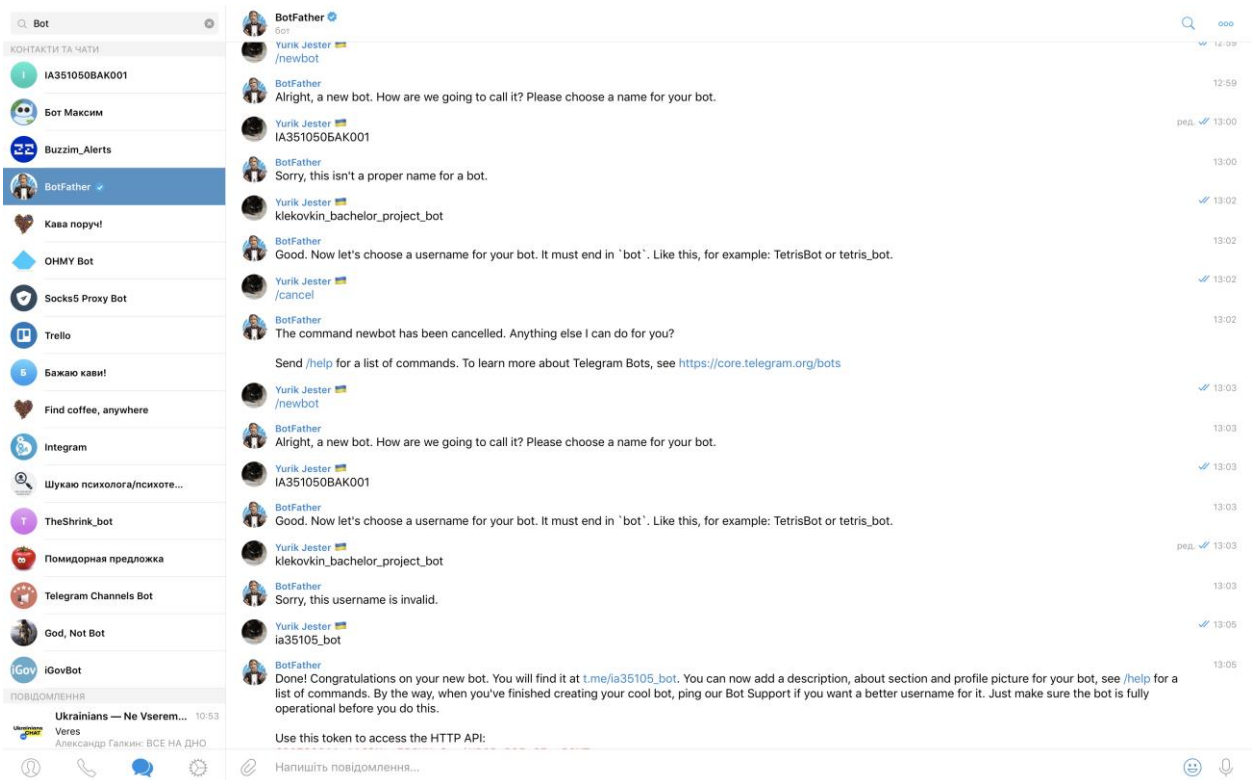 Bot
КОНТАКТИ ТА ЧАТИ
I
IA351050BAK001
Бот Максим
Buzzim_Alerts
BotFather
Кава поруч!
OHMY Bot
Socks5 Proxy Bot
Trello
Б
Бажаю кави!
Find coffee, anywhere
Integram
Шукаю психолога/психоте...
T
TheShrink_bot
Помидорная предложка
Telegram Channels Bot
God, Not Bot
iGov
iGovBot
ПОВІДОМЛЕННЯ
Ukrainians — Ne Vserem... 10:53
Veres
Александр Галкин: ВСЕ НА ДНО
BotFather
бот
Yurik Jester 12:59
/newbot
BotFather
Alright, a new bot. How are we going to call it? Please choose a name for your bot. 12:59
Yurik Jester ред. 13:00
ІА351050БАК001
BotFather 13:00
Sorry, this isn't a proper name for a bot.
Yurik Jester 13:02
klekovkin_bachelor_project_bot
BotFather 13:02
Good. Now let's choose a username for your bot. It must end in `bot`. Like this, for example: TetrisBot or tetris_bot.
Yurik Jester 13:02
/cancel
BotFather 13:02
The command newbot has been cancelled. Anything else I can do for you?
Send /help for a list of commands. To learn more about Telegram Bots, see https://core.telegram.org/bots
Yurik Jester 13:03
/newbot
BotFather 13:03
Alright, a new bot. How are we going to call it? Please choose a name for your bot.
Yurik Jester 13:03
IA351050BAK001
BotFather 13:03
Good. Now let's choose a username for your bot. It must end in `bot`. Like this, for example: TetrisBot or tetris_bot.
Yurik Jester ред. 13:03
klekovkin_bachelor_project_bot
BotFather 13:03
Sorry, this username is invalid.
Yurik Jester 13:05
ia35105_bot
BotFather 13:05
Done! Congratulations on your new bot. You will find it at t.me/ia35105_bot. You can now add a description, about section and profile picture for your bot, see /help for a
list of commands. By the way, when you've finished creating your cool bot, ping our Bot Support if you want a better username for it. Just make sure the bot is fully
operational before you do this.
Use this token to access the HTTP API:
Напишіть повідомлення...